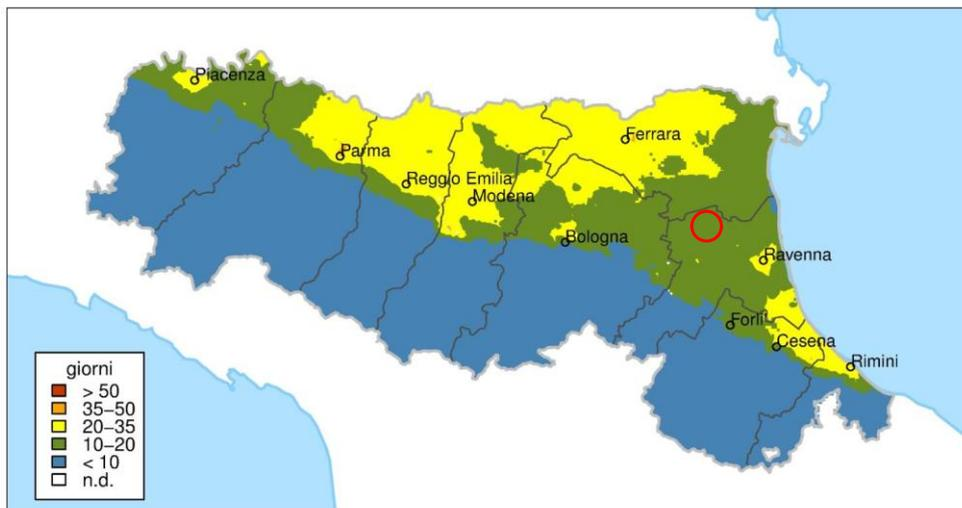 Piacenza
Ferrara
Parma
Reggio Emilia
Modena
Bologna
Ravenna
Forli'
Cesena
Rimini
giorni
> 50
35–50
20–35
10–20
< 10
n.d.